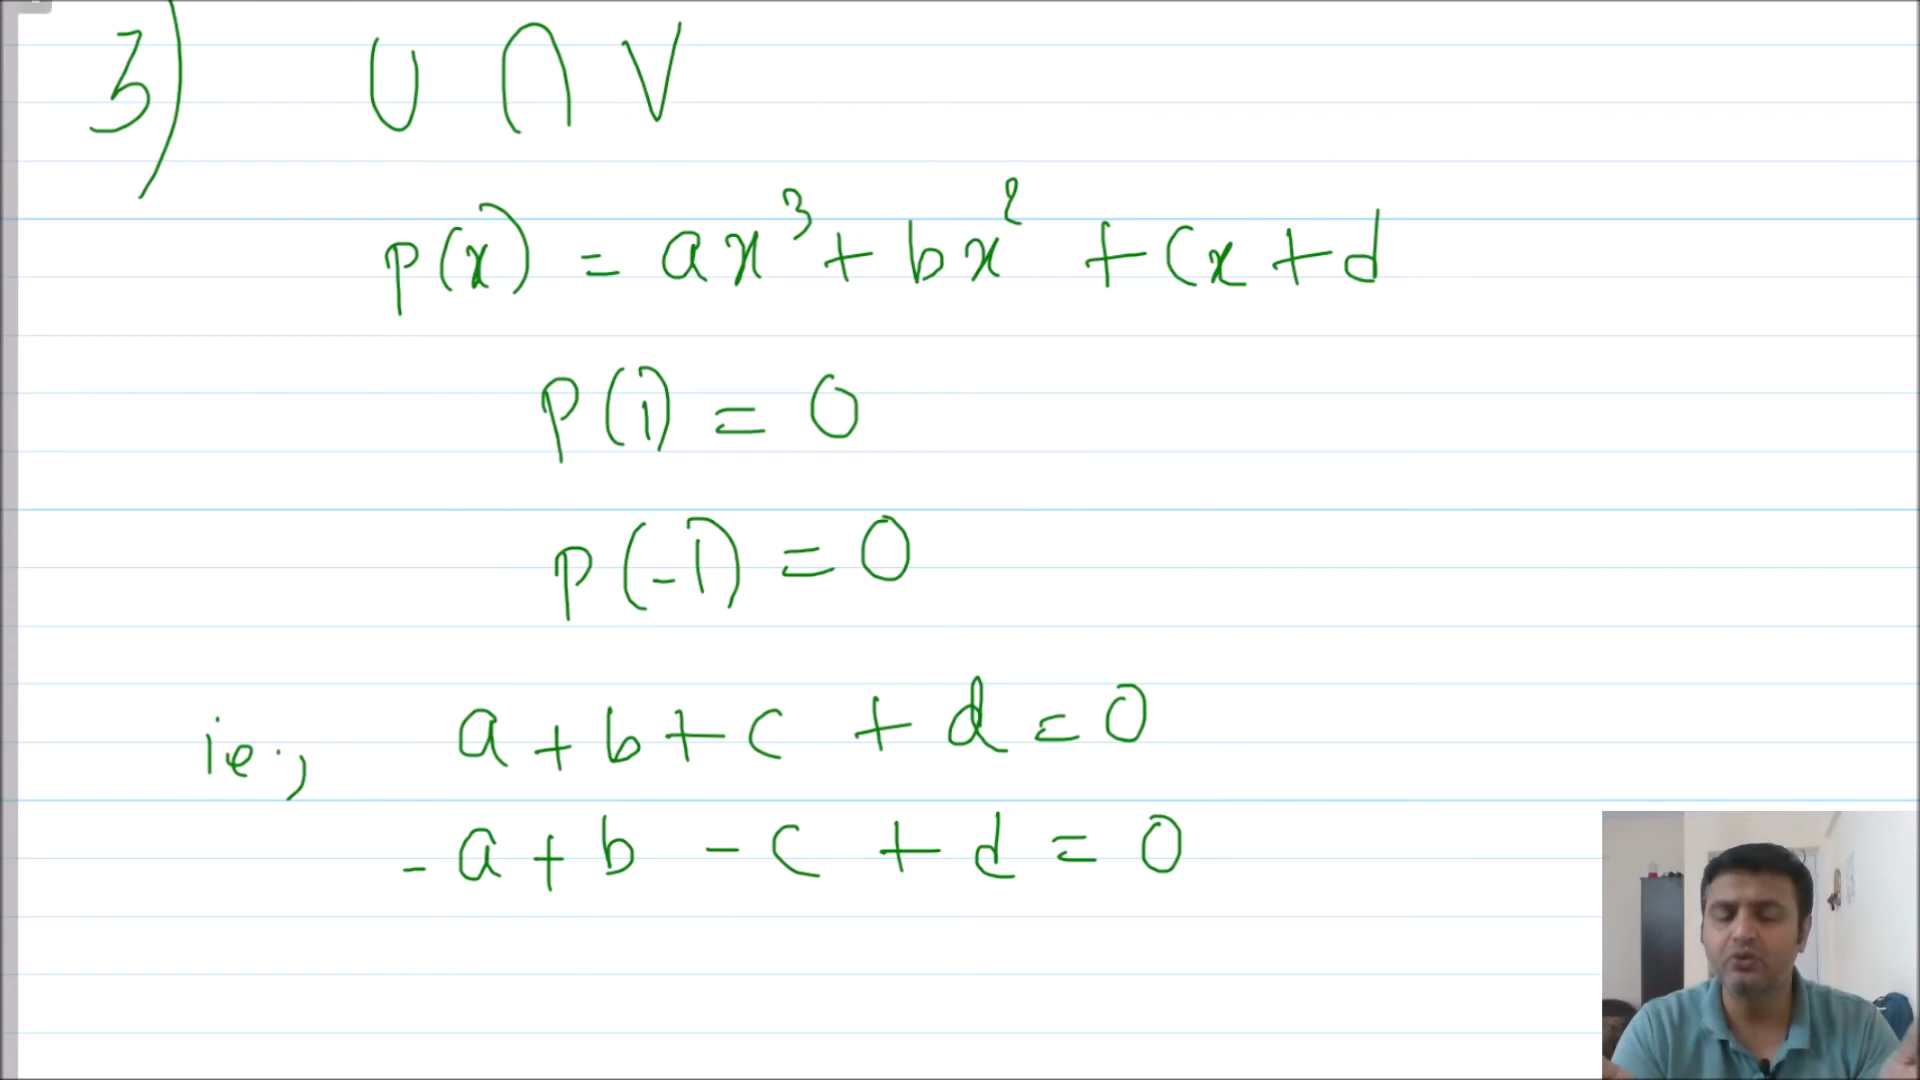 3) U ∩ V
p(x) = ax³ + bx² + cx + d
P(1) = 0
p(-1) = 0
ie., a + b + c + d = 0
- a + b - c + d = 0